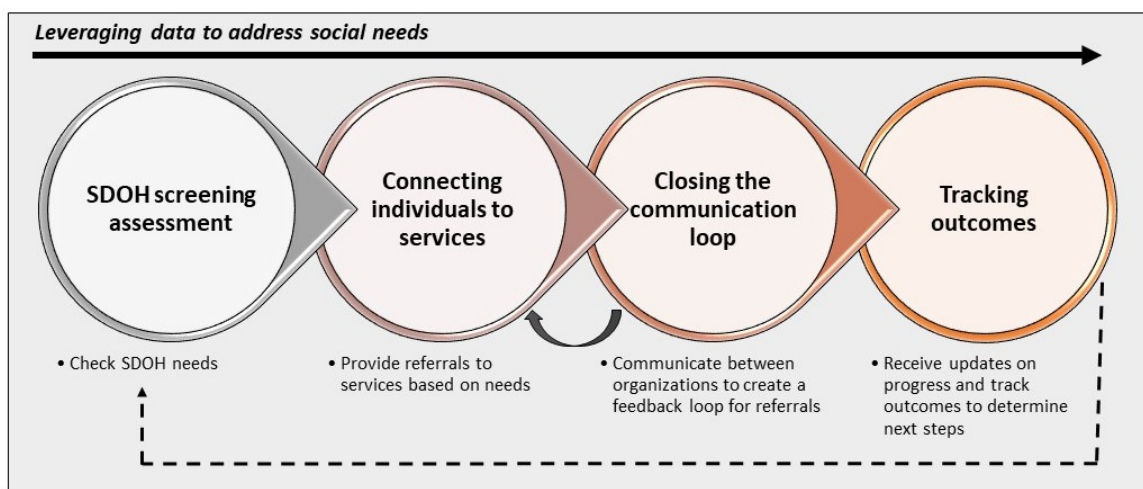 Leveraging data to address social needs
SDOH screening
assessment
Connecting
individuals to
services
Closing the
communication
loop
Tracking
outcomes
• Check SDOH needs
• Provide referrals to
services based on needs
• Communicate between
organizations to create a
feedback loop for referrals
• Receive updates on
progress and track
outcomes to determine
next steps